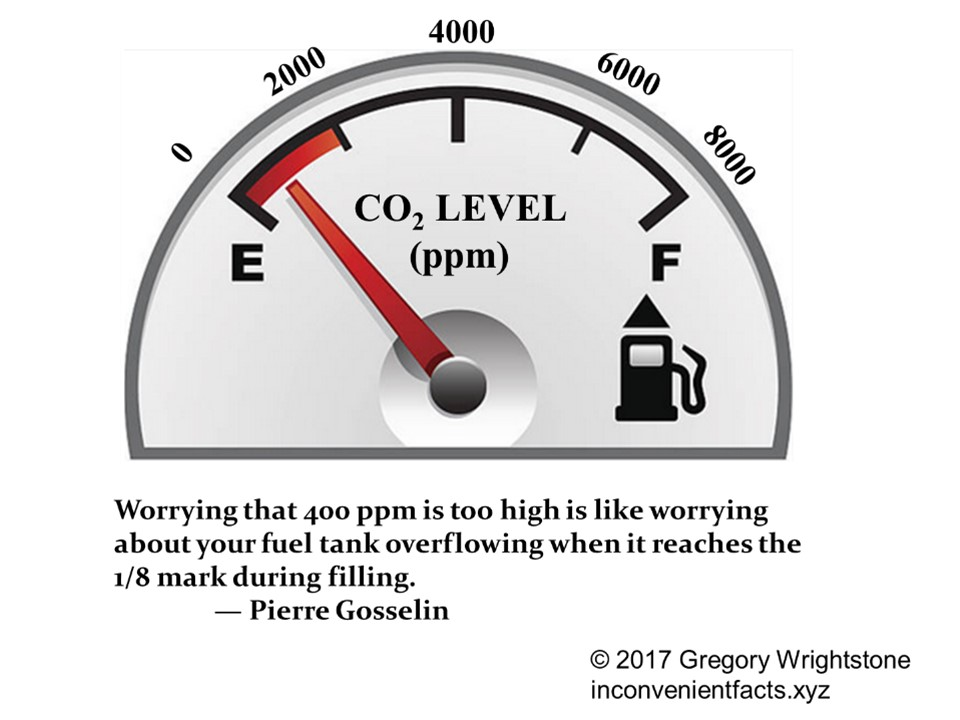 4000
2000
6000
0
8000
CO₂ LEVEL
(ppm)
E
F
Worrying that 400 ppm is too high is like worrying
about your fuel tank overflowing when it reaches the
1/8 mark during filling.
— Pierre Gosselin
© 2017 Gregory Wrightstone
inconvenientfacts.xyz